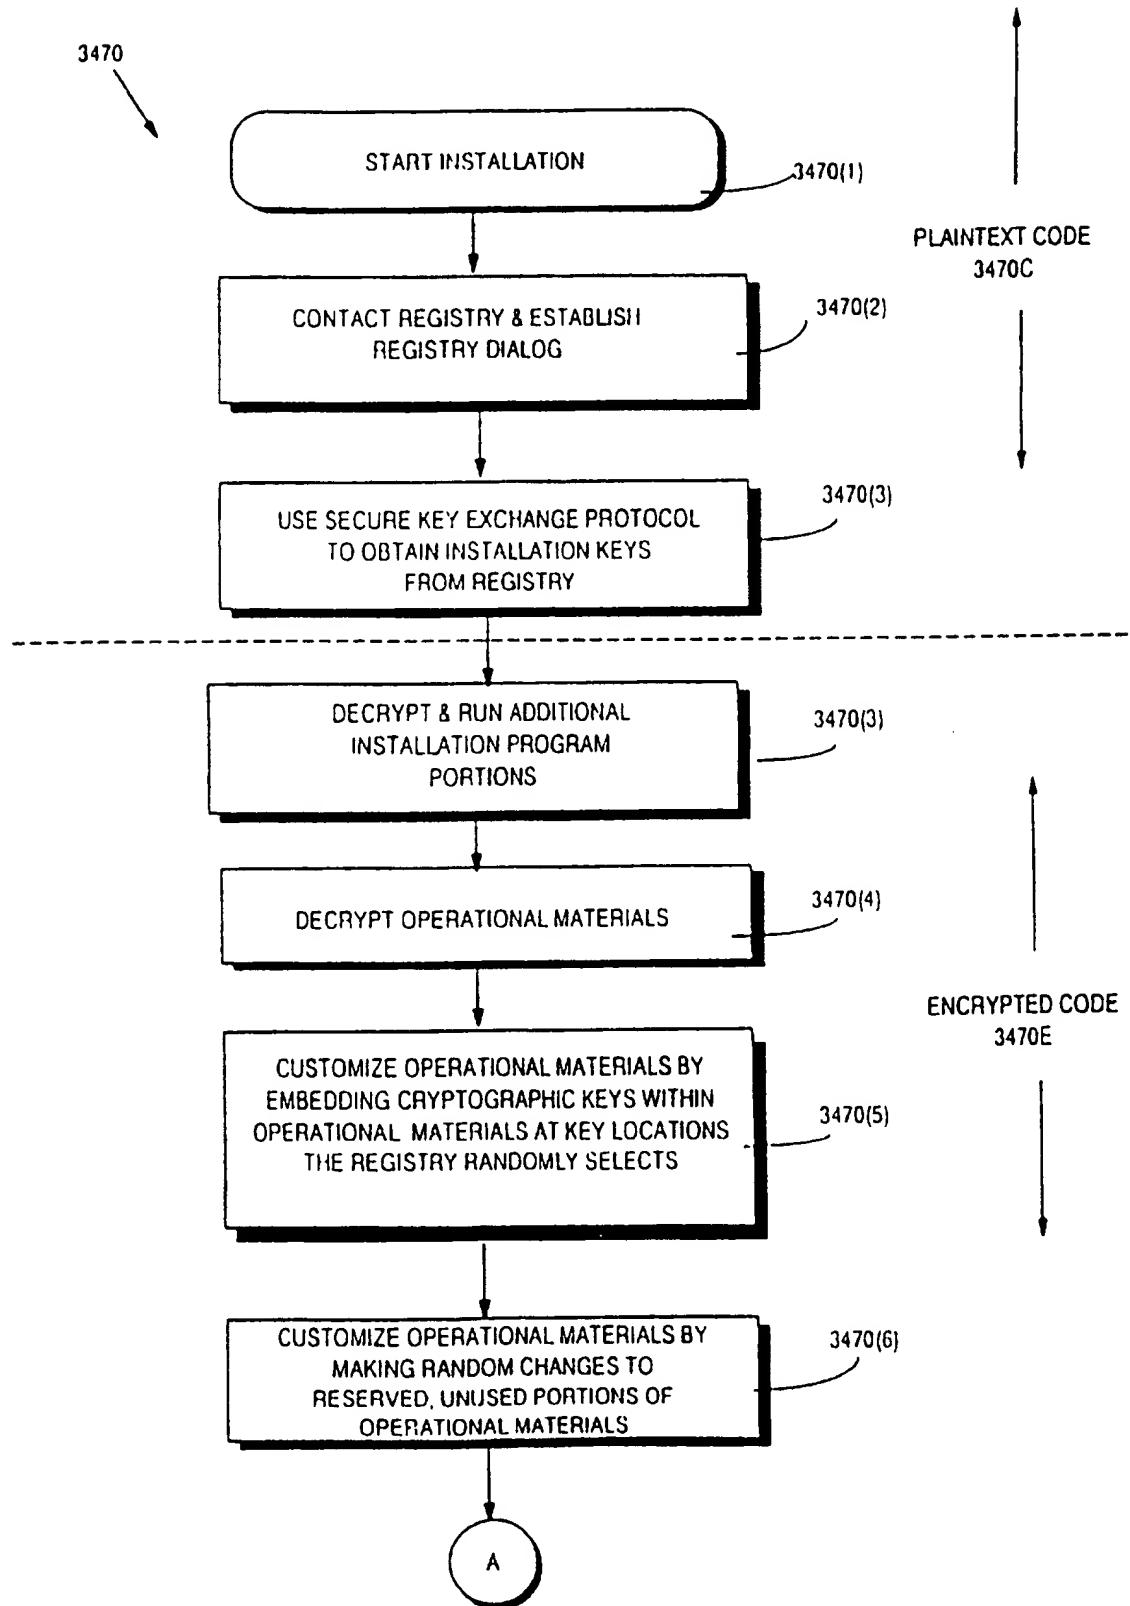 3470
START INSTALLATION
3470(1)
PLAINTEXT CODE
3470C
CONTACT REGISTRY & ESTABLISH
REGISTRY DIALOG
3470(2)
USE SECURE KEY EXCHANGE PROTOCOL
TO OBTAIN INSTALLATION KEYS
FROM REGISTRY
3470(3)
DECRYPT & RUN ADDITIONAL
INSTALLATION PROGRAM
PORTIONS
3470(3)
DECRYPT OPERATIONAL MATERIALS
3470(4)
ENCRYPTED CODE
3470E
CUSTOMIZE OPERATIONAL MATERIALS BY
EMBEDDING CRYPTOGRAPHIC KEYS WITHIN
OPERATIONAL MATERIALS AT KEY LOCATIONS
THE REGISTRY RANDOMLY SELECTS
3470(5)
CUSTOMIZE OPERATIONAL MATERIALS BY
MAKING RANDOM CHANGES TO
RESERVED, UNUSED PORTIONS OF
OPERATIONAL MATERIALS
3470(6)
A